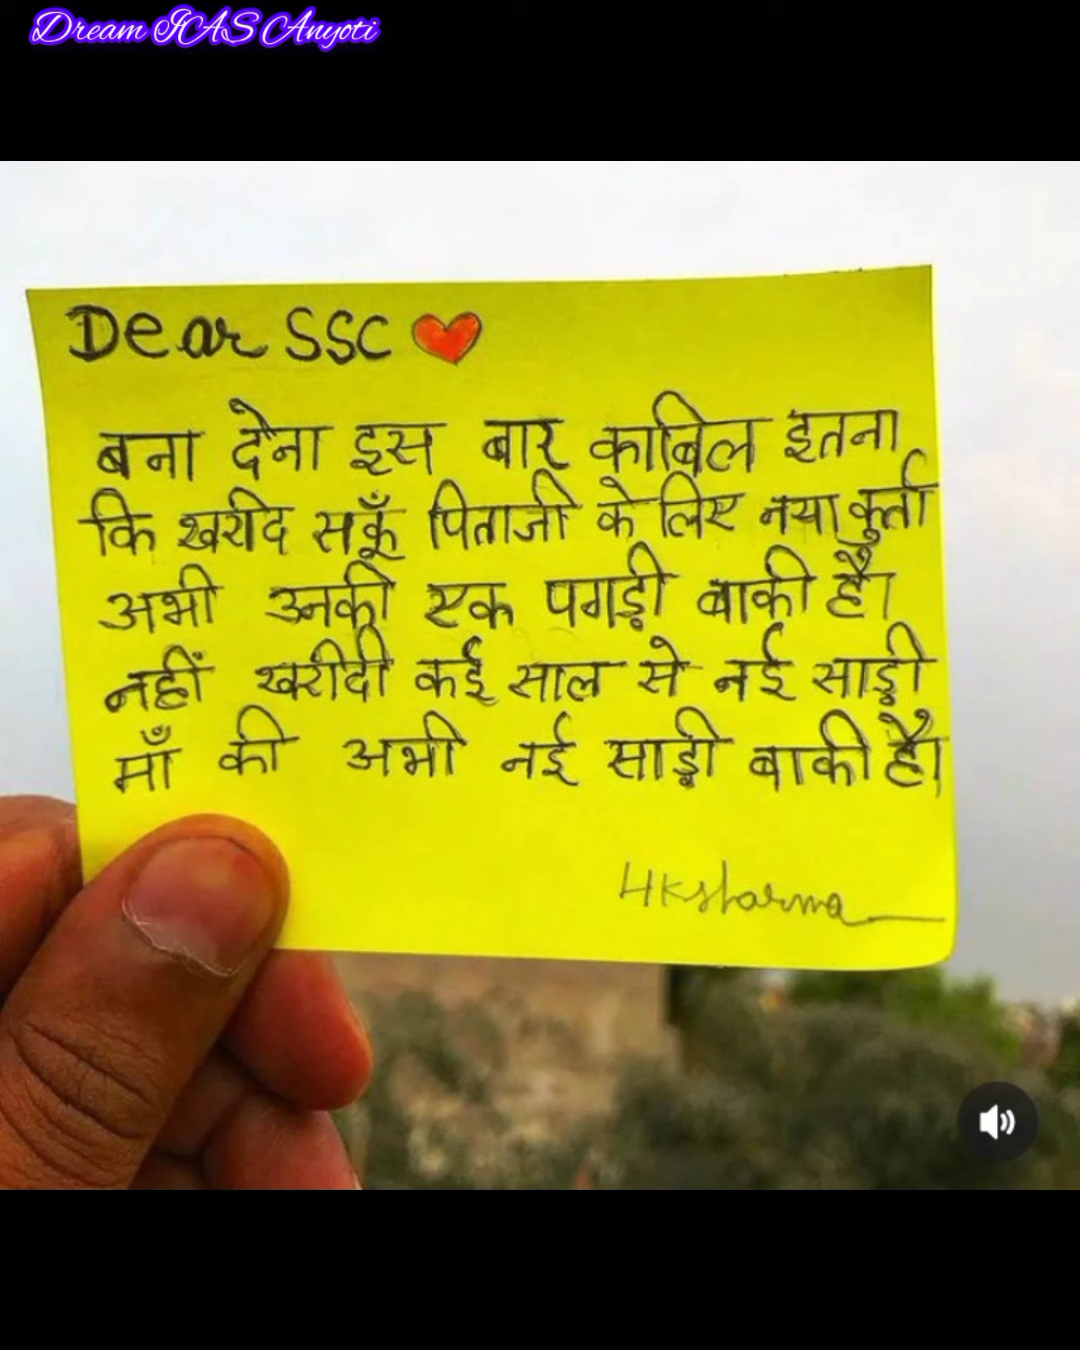 Dream IAS Anyoti
Dear SSC
बना देना इस बार काबिल इतना
कि खरीद सकूँ पिताजी के लिए नया कुर्ता
अभी उनकी एक पगड़ी बाकी है।
नहीं खरीदी कई साल से नई साड़ी
माँ की अभी नई साड़ी बाकी है।
HKsharma